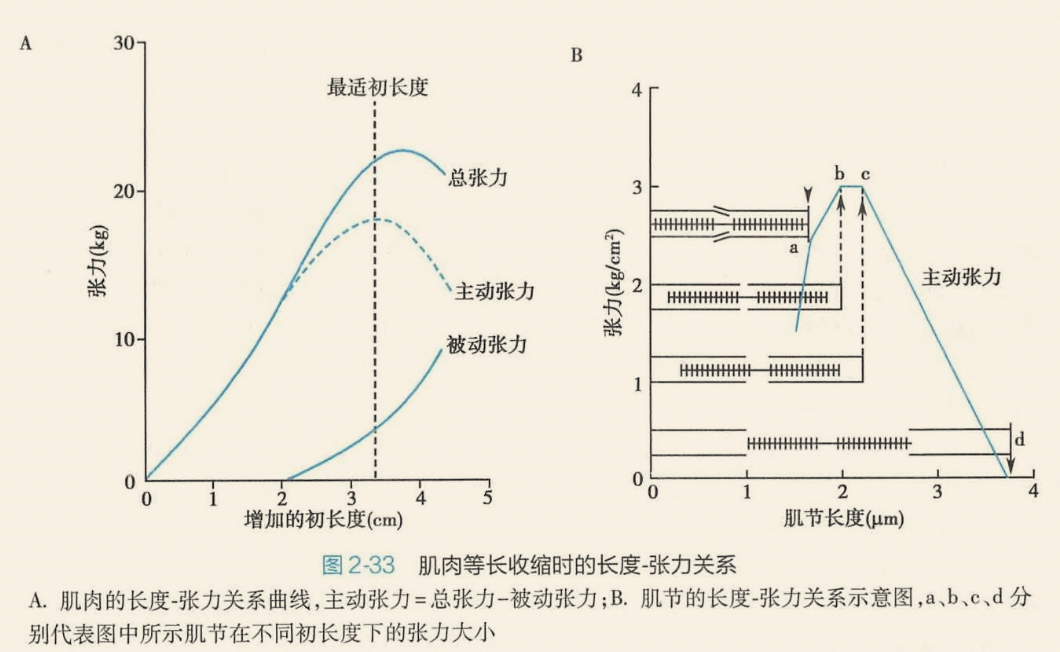 A
30
最适初长度
总张力
20
主动张力
张力(kg)
被动张力
10
0
0 1 2 3 4 5
增加的初长度(cm)
B
4
b c
3
a
主动张力
2
张力(kg/cm²)
1
d
0
0 1 2 3 4
肌节长度(μm)
图2-33 肌肉等长收缩时的长度-张力关系
A. 肌肉的长度-张力关系曲线,主动张力=总张力-被动张力;B. 肌节的长度-张力关系示意图,a、b、c、d 分
别代表图中所示肌节在不同初长度下的张力大小